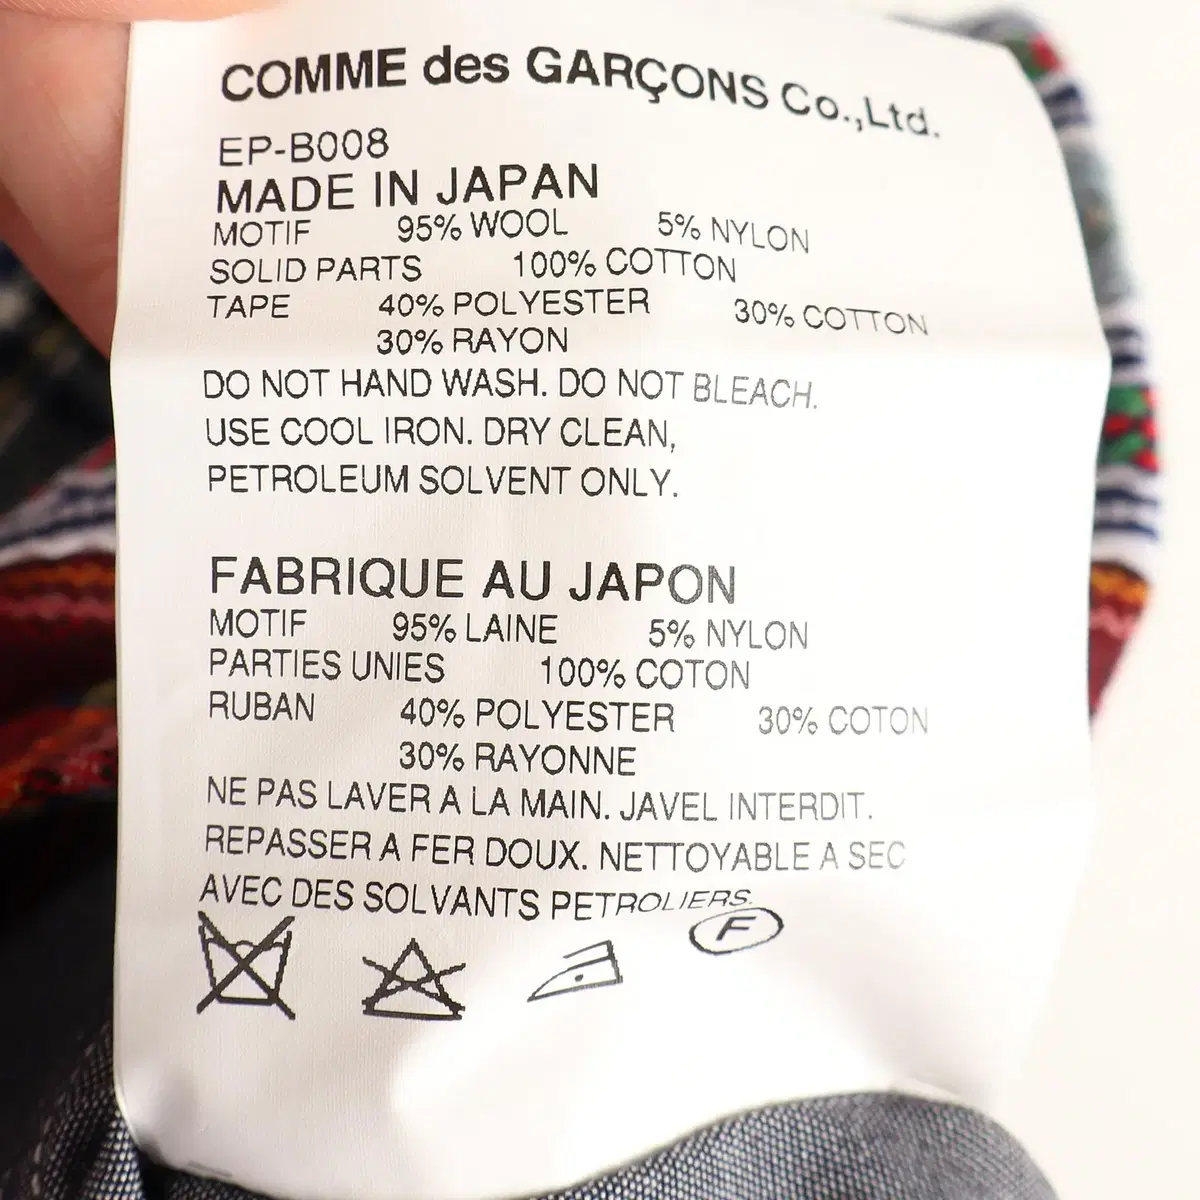 COMME des GARÇONS Co.,Ltd.
EP-B008
MADE IN JAPAN
MOTIF 95% WOOL 5% NYLON
SOLID PARTS 100% COTTON
TAPE 40% POLYESTER 30% COTTON
30% RAYON
DO NOT HAND WASH. DO NOT BLEACH.
USE COOL IRON. DRY CLEAN,
PETROLEUM SOLVENT ONLY.
FABRIQUE AU JAPON
MOTIF 95% LAINE 5% NYLON
PARTIES UNIES 100% COTON
RUBAN 40% POLYESTER 30% COTON
30% RAYONNE
NE PAS LAVER A LA MAIN. JAVEL INTERDIT.
REPASSER A FER DOUX. NETTOYABLE A SEC
AVEC DES SOLVANTS PETROLIERS.
F